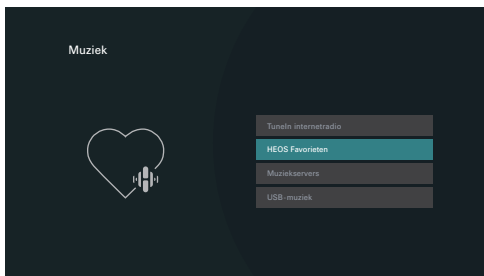 Muziek
TuneIn internetradio
HEOS Favorieten
Muziekservers
USB-muziek